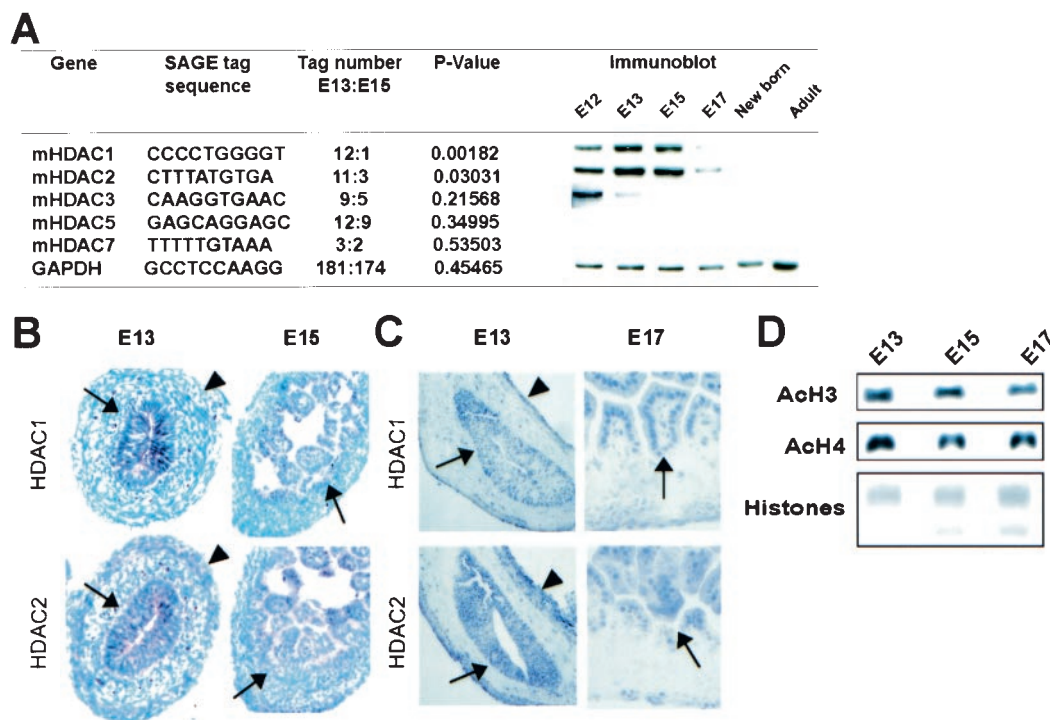 A
Gene SAGE tag sequence Tag number E13:E15 P-Value Immunoblot
E12 E13 E15 E17 New born Adult
mHDAC1 CCCCTGGGGT 12:1 0.00182
mHDAC2 CTTTATGTGA 11:3 0.03031
mHDAC3 CAAGGTGAAC 9:5 0.21568
mHDAC5 GAGCAGGAGC 12:9 0.34995
mHDAC7 TTTTTGTAAA 3:2 0.53503
GAPDH GCCTCCAAGG 181:174 0.45465
B
E13 E15
HDAC1
HDAC2
C
E13 E17
HDAC1
HDAC2
D
E13 E15 E17
AcH3
AcH4
Histones